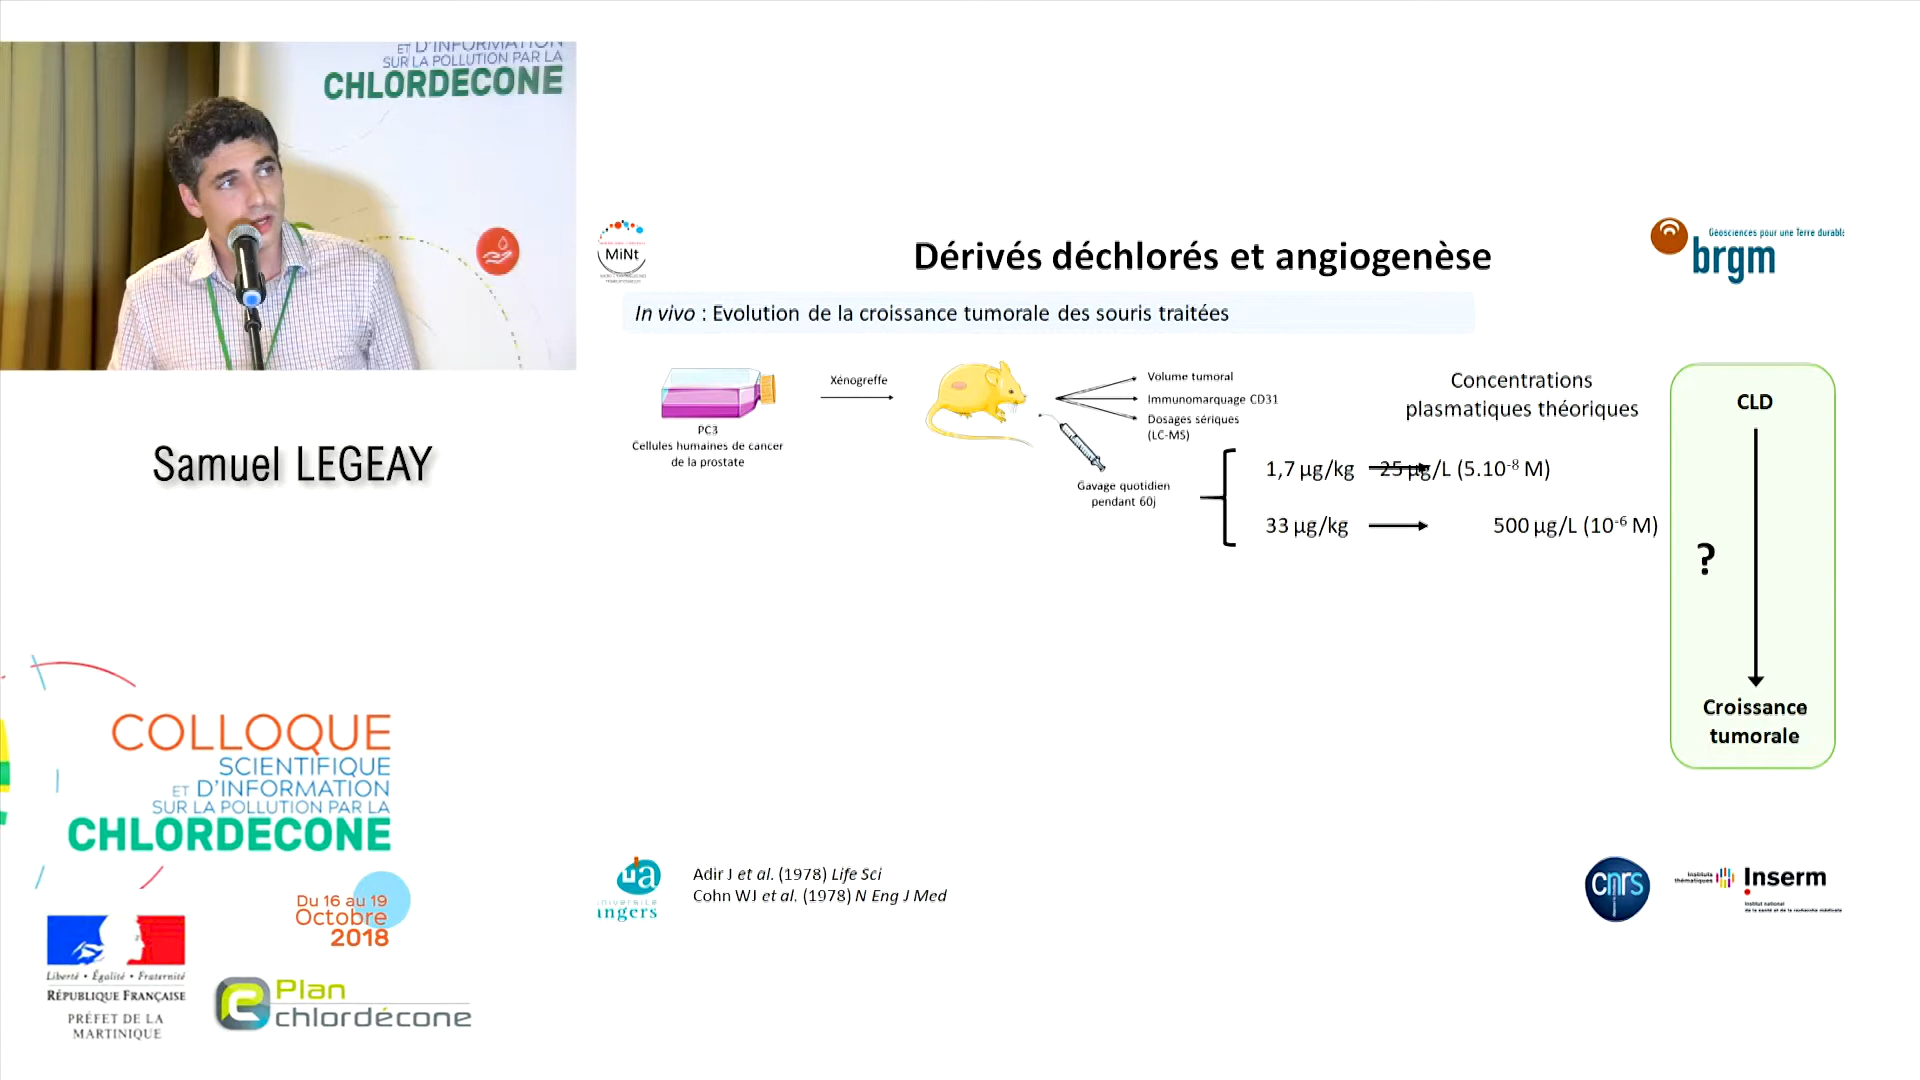 ET D'INFORMATION
SUR LA POLLUTION PAR LA
CHLORDECONE
Samuel LEGEAY
COLLOQUE
SCIENTIFIQUE
ET D'INFORMATION
SUR LA POLLUTION PAR LA
CHLORDECONE
Du 16 au 19
Octobre
2018
Liberté • Égalité • Fraternité
RÉPUBLIQUE FRANÇAISE
PRÉFET DE LA
MARTINIQUE
Plan
chlordécone
MiNt
Dérivés déchlorés et angiogenèse
Géosciences pour une Terre durable
brgm
In vivo : Evolution de la croissance tumorale des souris traitées
PC3
Cellules humaines de cancer
de la prostate
Xénogreffe
Volume tumoral
Immunomarquage CD31
Dosages sériques
(LC-MS)
Gavage quotidien
pendant 60j
Concentrations
plasmatiques théoriques
1,7 µg/kg 25 µg/L (5.10⁻⁸ M)
33 µg/kg 500 µg/L (10⁻⁶ M)
CLD
?
Croissance
tumorale
ua
université
angers
Adir J et al. (1978) Life Sci
Cohn WJ et al. (1978) N Eng J Med
cnrs
Instituts
thématiques
Inserm
Institut national
de la santé et de la recherche médicale